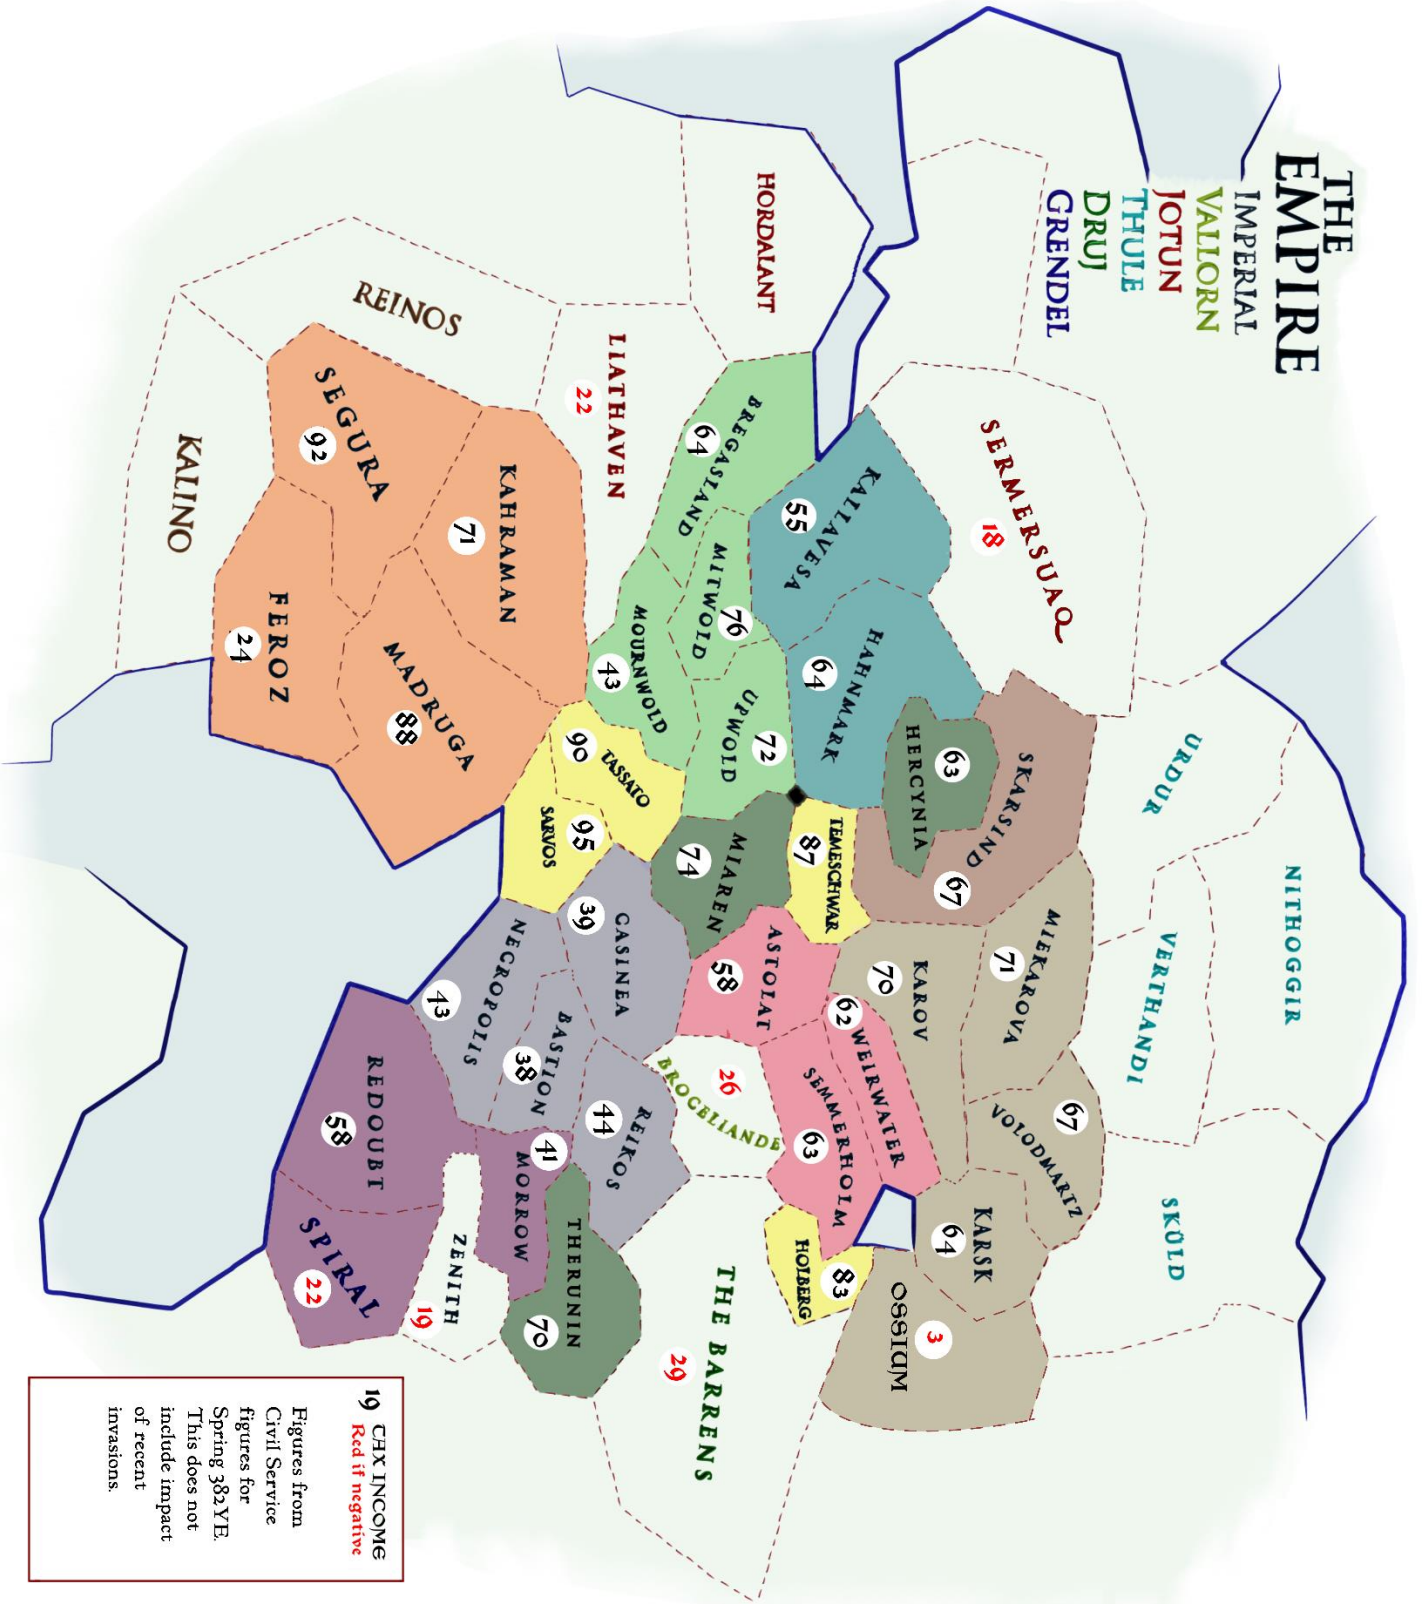 THE
EMPIRE
IMPERIAL
VALLORN
JOTUN
THULE
DRUJ
GRENDEL
URDUR
NITHOGGIR
VERTHANDI
SKÜLD
SERMERSUAQ
18
SKARSIND
67
MIEKAROVA
71
VOLODMARTZ
67
KALLAVESA
55
HAHNMARK
64
HERCYNIA
63
KAROV
70
KARSK
64
OSSIUM
3
HORDALANT
BREGASLAND
64
MITWOLD
76
UPWOLD
72
MOURNWOLD
43
TEMESCHWAR
87
MIAREN
74
ASTOLAT
58
WEIRWATER
62
SEMMERHOLM
63
HOLBERG
83
BROCELIANDE
26
THE BARRENS
29
LIATHAVEN
22
TASSATO
90
SARVOS
95
CASINEA
39
REIKOS
44
THERUNIN
70
NECROPOLIS
43
BASTION
38
MORROW
41
ZENITH
19
REINOS
KAHRAMAN
71
SEGURA
92
MADRUGA
88
FEROZ
24
KALINO
REDOUBT
58
SPIRAL
22
19 CAX INCOME
Red if negative
Figures from
Civil Service
figures for
Spring 382YE.
This does not
include impact
of recent
invasions.